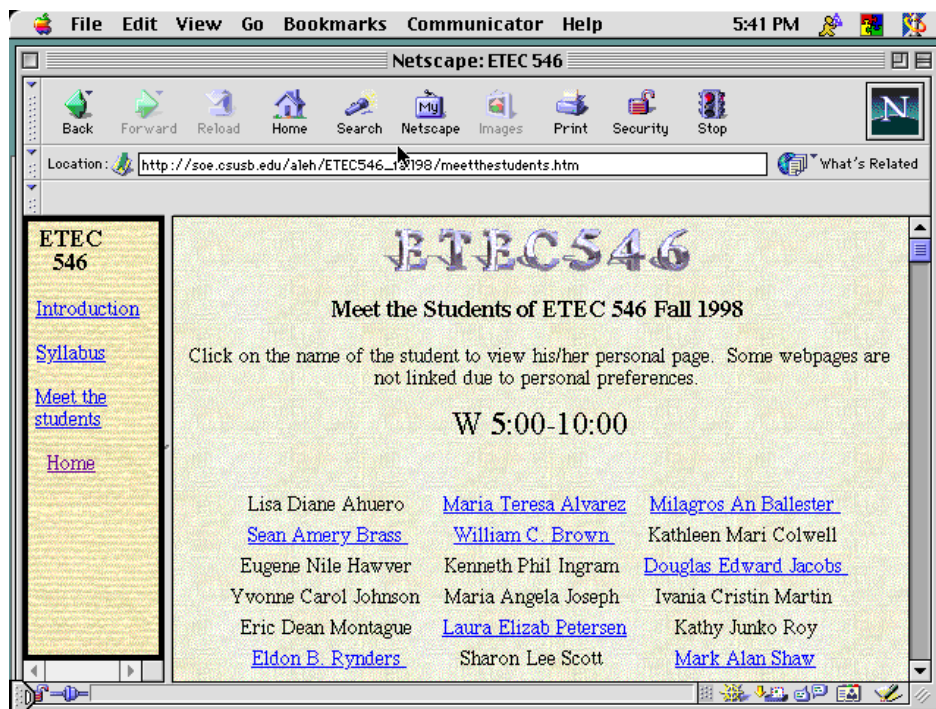 File Edit View Go Bookmarks Communicator Help 5:41 PM
Netscape: ETEC 546
Back Forward Reload Home Search Netscape Images Print Security Stop
My
N
Location: http://soe.csusb.edu/aleh/ETEC546_ 98/meetthestudents.htm What's Related
ETEC
546
Introduction
Syllabus
Meet the
students
Home
ETEC546
Meet the Students of ETEC 546 Fall 1998
Click on the name of the student to view his/her personal page. Some webpages are
not linked due to personal preferences.
W 5:00-10:00
Lisa Diane Ahuero Maria Teresa Alvarez Milagros An Ballester
Sean Amery Brass William C. Brown Kathleen Mari Colwell
Eugene Nile Hawver Kenneth Phil Ingram Douglas Edward Jacobs
Yvonne Carol Johnson Maria Angela Joseph Ivania Cristin Martin
Eric Dean Montague Laura Elizab Petersen Kathy Junko Roy
Eldon B. Rynders Sharon Lee Scott Mark Alan Shaw